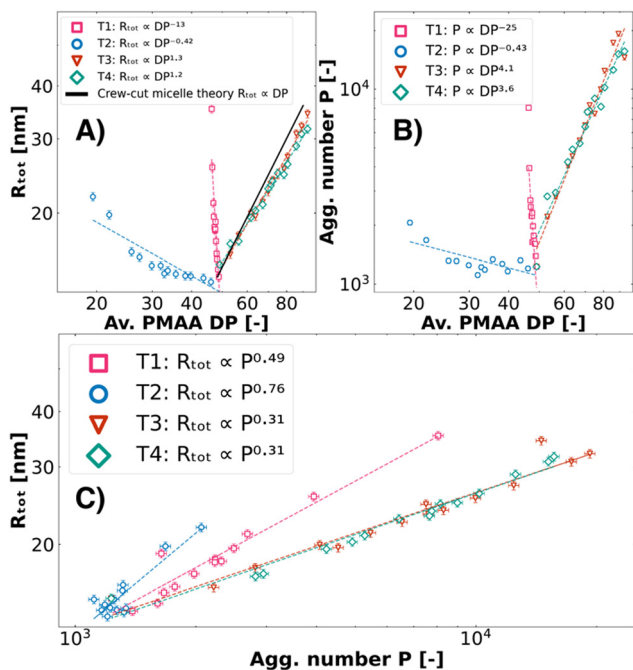 T1: Rₜₒₜ ∝ DP⁻¹³
T2: Rₜₒₜ ∝ DP⁻⁰·⁴²
T3: Rₜₒₜ ∝ DP¹·³
T4: Rₜₒₜ ∝ DP¹·²
Crew-cut micelle theory Rₜₒₜ ∝ DP
A)
Rₜₒₜ [nm]
40
30
20
20 30 40 60 80
Av. PMAA DP [-]
T1: P ∝ DP⁻²⁵
T2: P ∝ DP⁻⁰·⁴³
T3: P ∝ DP⁴·¹
T4: P ∝ DP³·⁶
B)
Agg. number P [-]
10⁴
10³
20 30 40 60 80
Av. PMAA DP [-]
T1: Rₜₒₜ ∝ P⁰·⁴⁹
T2: Rₜₒₜ ∝ P⁰·⁷⁶
T3: Rₜₒₜ ∝ P⁰·³¹
T4: Rₜₒₜ ∝ P⁰·³¹
C)
Rₜₒₜ [nm]
40
30
20
10³ 10⁴
Agg. number P [-]